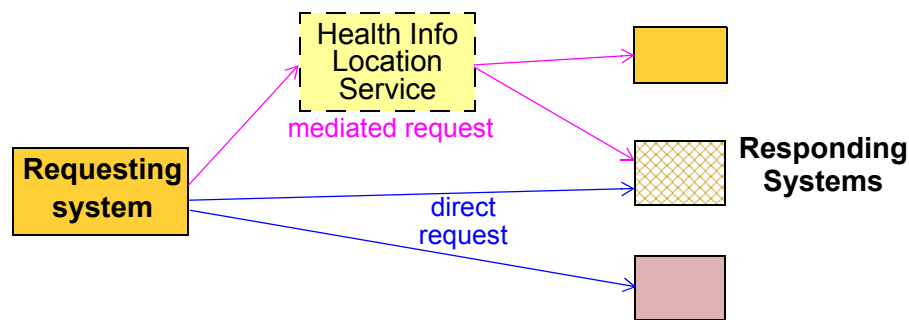 Health Info
Location
Service
mediated request
Requesting
system
Responding
Systems
direct
request